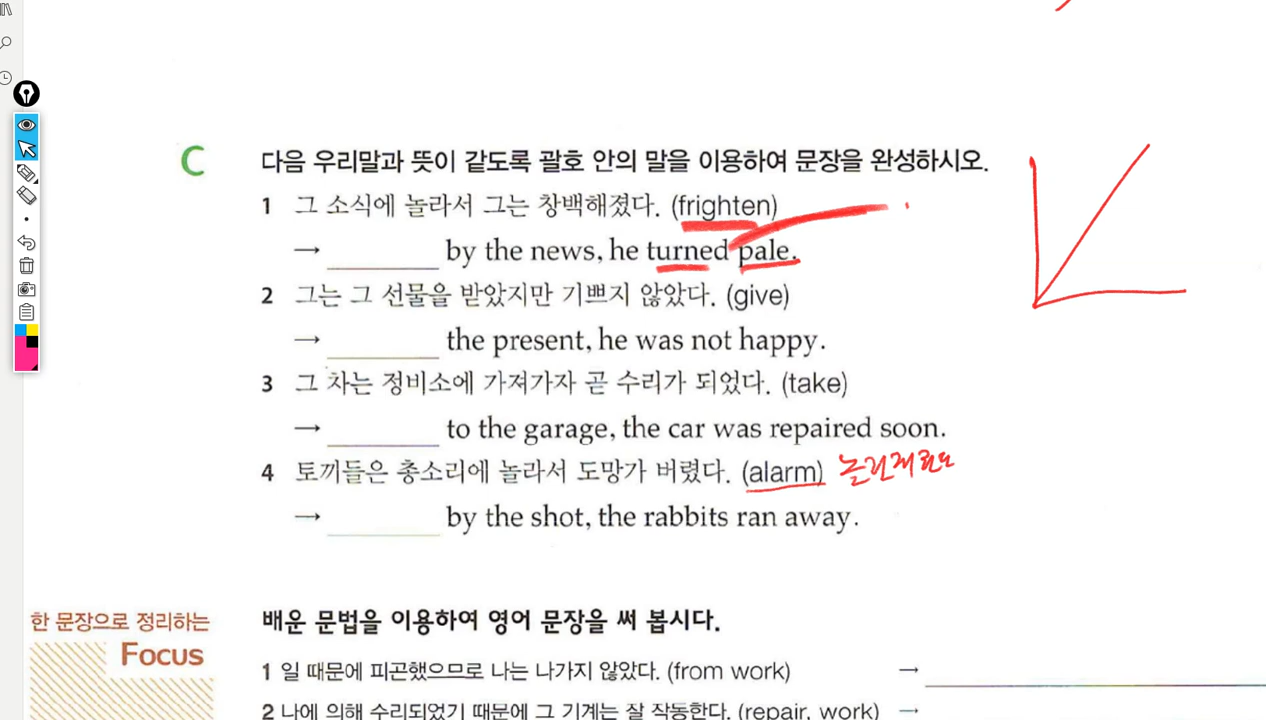 C 다음 우리말과 뜻이 같도록 괄호 안의 말을 이용하여 문장을 완성하시오.
1 그 소식에 놀라서 그는 창백해졌다. (frighten)
→ ________ by the news, he turned pale.
2 그는 그 선물을 받았지만 기쁘지 않았다. (give)
→ ________ the present, he was not happy.
3 그 차는 정비소에 가져가자 곧 수리가 되었다. (take)
→ ________ to the garage, the car was repaired soon.
4 토끼들은 총소리에 놀라서 도망가 버렸다. (alarm)
→ ________ by the shot, the rabbits ran away.
한 문장으로 정리하는
Focus
배운 문법을 이용하여 영어 문장을 써 봅시다.
1 일 때문에 피곤했으므로 나는 나가지 않았다. (from work) → ________
2 나에 의해 수리되었기 때문에 그 기계는 잘 작동한다. (repair, work) →